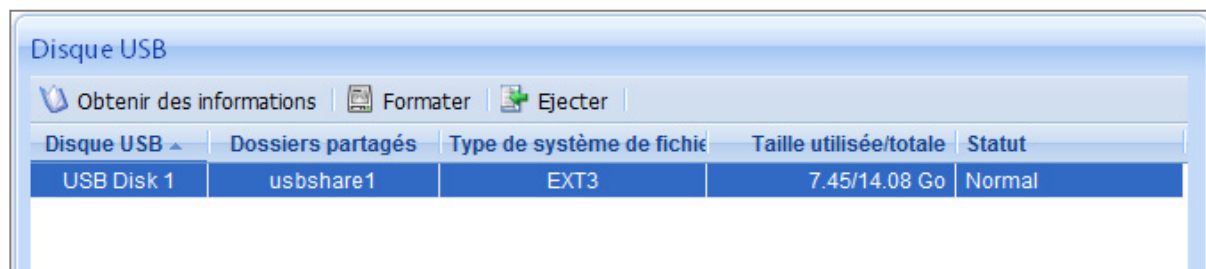 Disque USB
Obtenir des informations Formater Ejecter
Disque USB Dossiers partagés Type de système de fichie Taille utilisée/totale Statut
USB Disk 1 usbshare1 EXT3 7.45/14.08 Go Normal